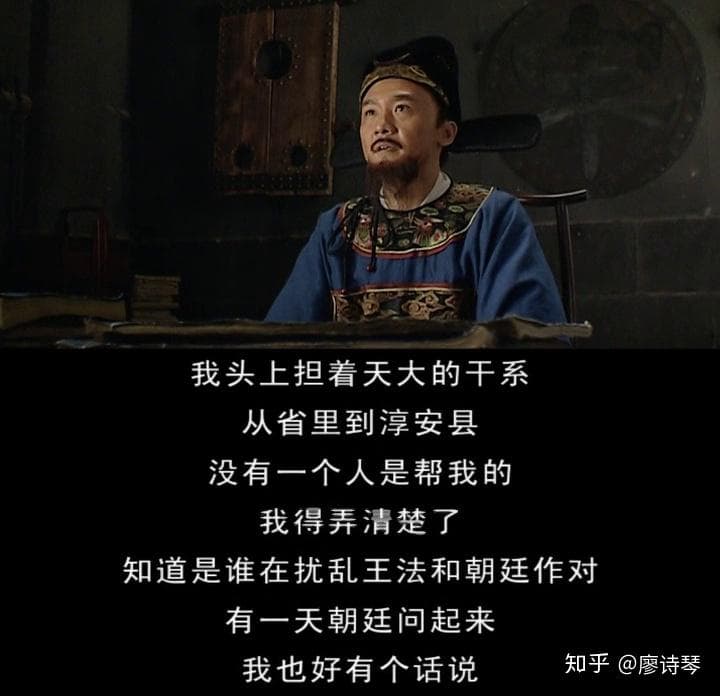 我头上担着天大的干系
从省里到淳安县
没有一个人是帮我的
我得弄清楚了
知道是谁在扰乱王法和朝廷作对
有一天朝廷问起来
我也好有个话说
知乎 @廖诗琴